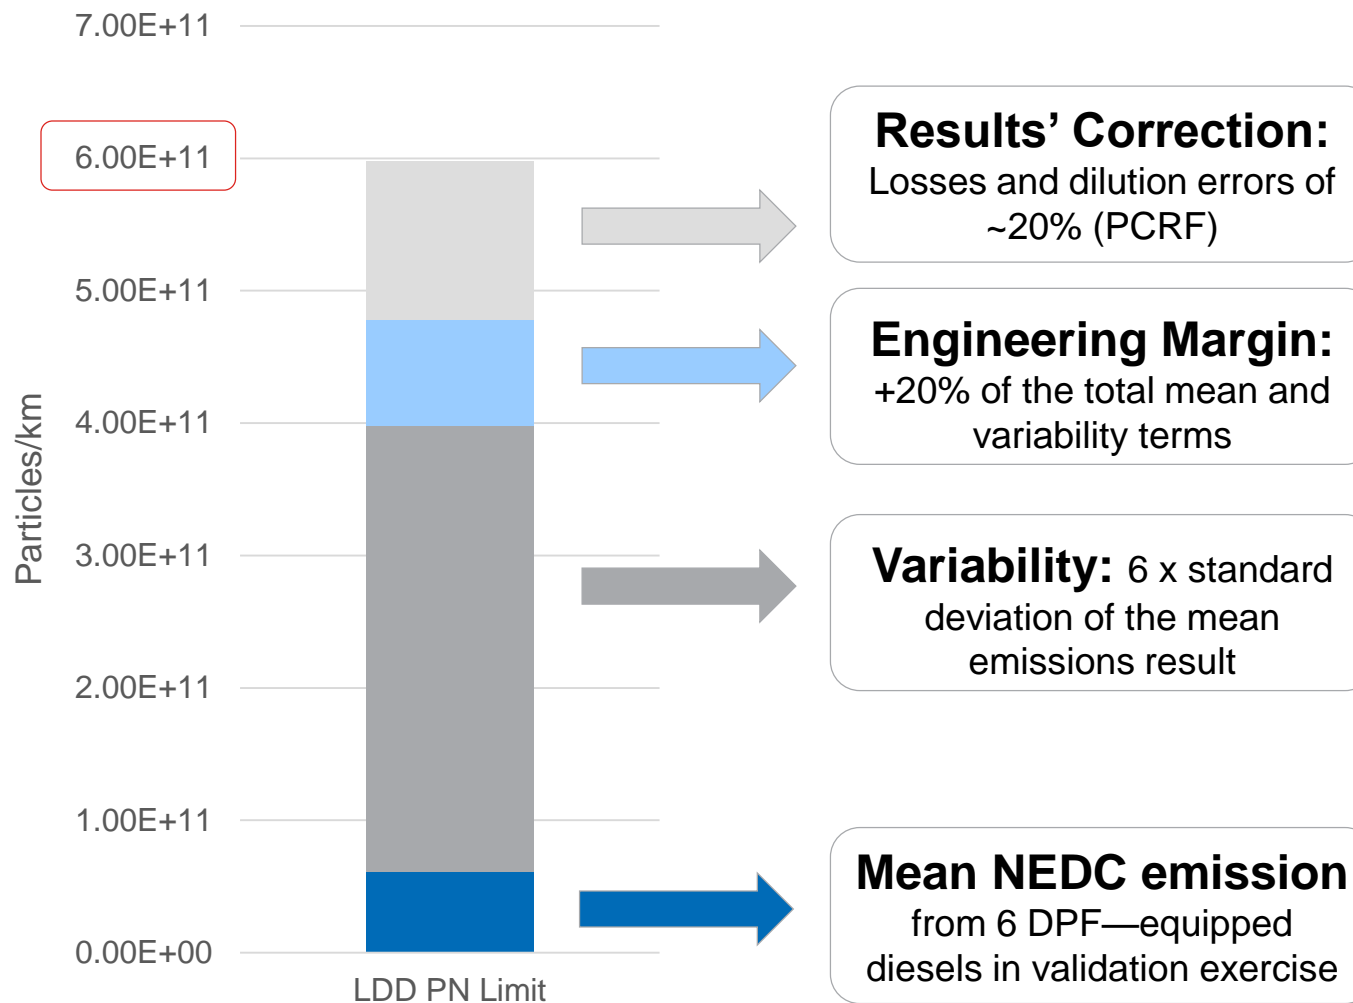 7.00E+11
6.00E+11
5.00E+11
4.00E+11
3.00E+11
2.00E+11
1.00E+11
0.00E+00
Particles/km
LDD PN Limit
Results’ Correction:
Losses and dilution errors of
~20% (PCRF)
Engineering Margin:
+20% of the total mean and
variability terms
Variability: 6 x standard
deviation of the mean
emissions result
Mean NEDC emission
from 6 DPF—equipped
diesels in validation exercise